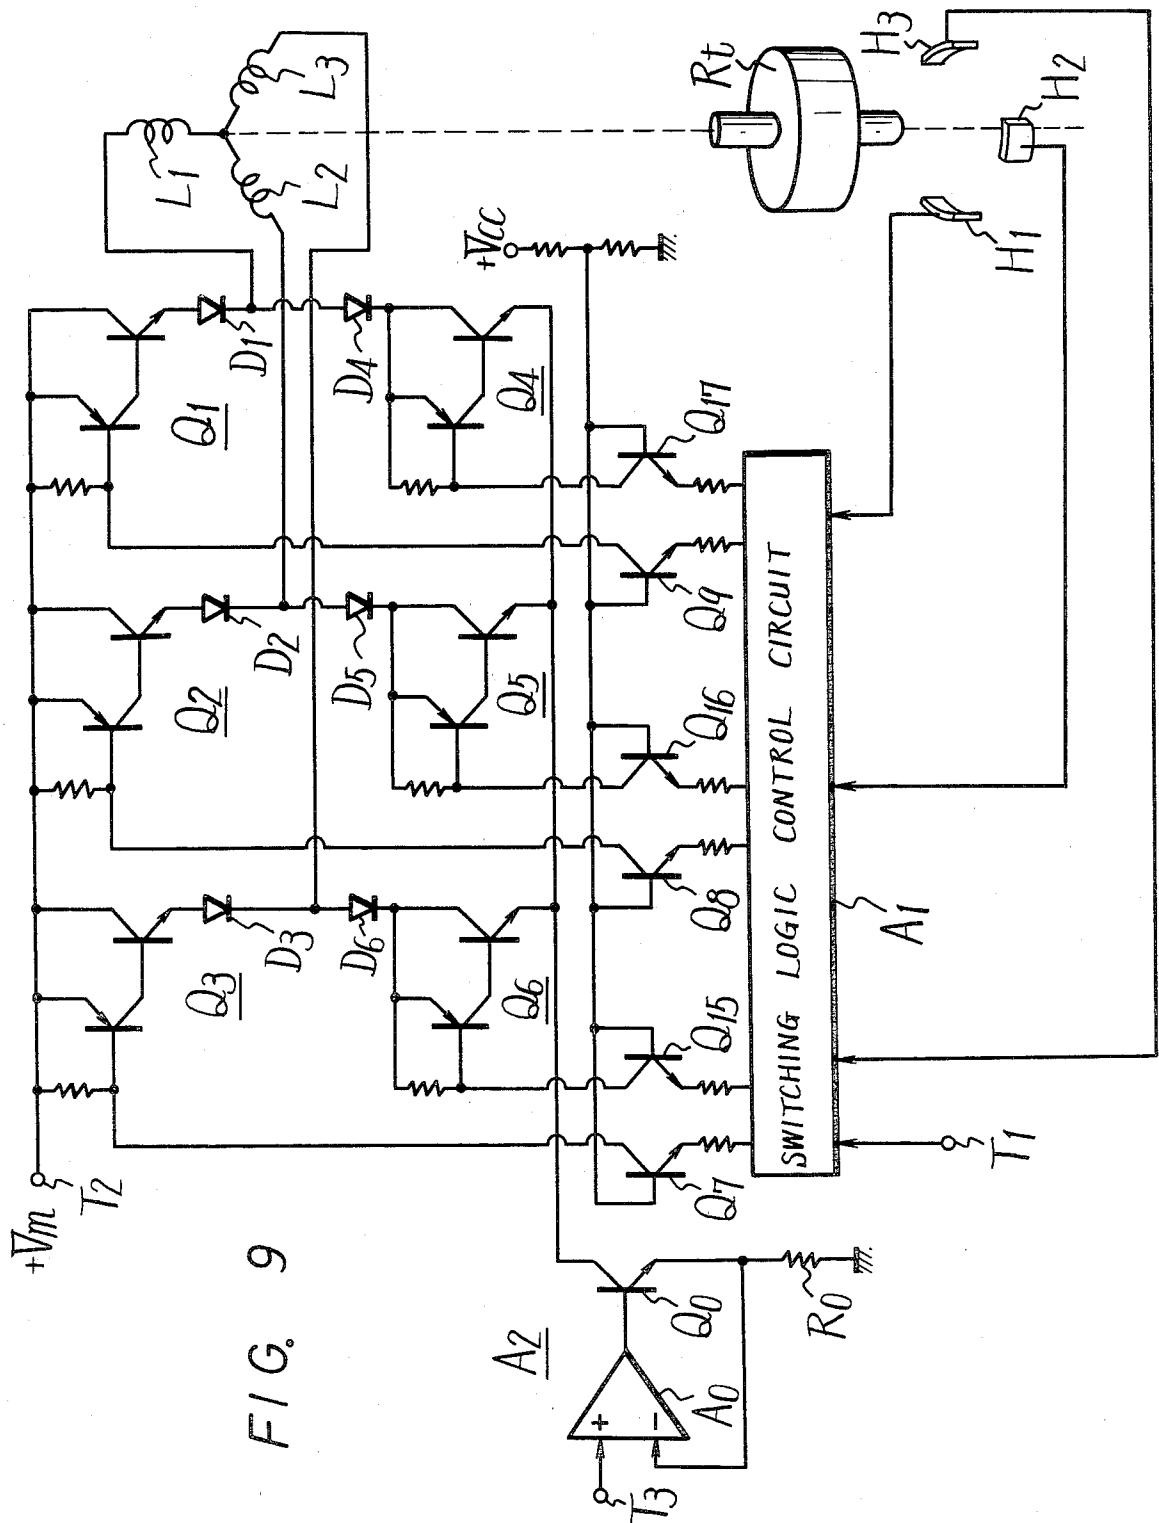 FIG. 9
+Vm
T2
Q3
Q2
Q1
D3
D2
D1
L1
L2
L3
D6
D5
D4
Q6
Q5
Q4
+Vcc
A2
T3
A0
Q0
R0
Q7
Q15
Q8
Q16
Q9
Q17
SWITCHING LOGIC CONTROL CIRCUIT
A1
T1
Rt
H1
H2
H3
+
−